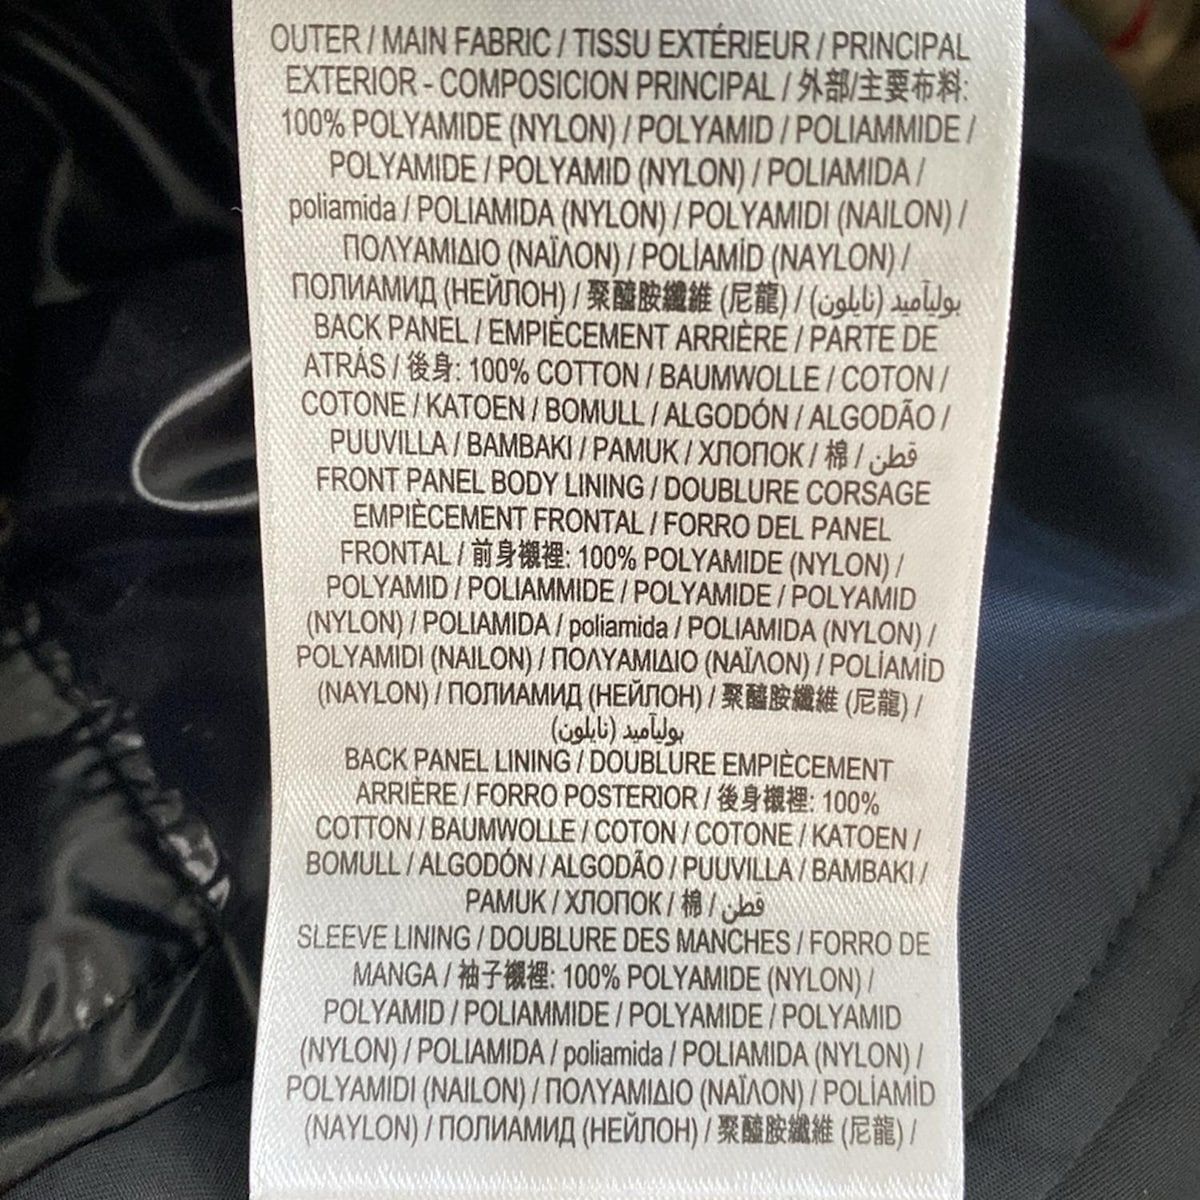 OUTER / MAIN FABRIC / TISSU EXTÉRIEUR / PRINCIPAL
EXTERIOR - COMPOSICION PRINCIPAL / 外部/主要布料:
100% POLYAMIDE (NYLON) / POLYAMID / POLIAMMIDE /
POLYAMIDE / POLYAMID (NYLON) / POLIAMIDA /
poliamida / POLIAMIDA (NYLON) / POLYAMIDI (NAILON) /
ΠΟΛΥΑΜΙΔΙΟ (ΝΑΪΛΟΝ) / POLİAMİD (NAYLON) /
ПОЛИАМИД (НЕЙЛОН) / 聚醯胺纖維 (尼龍) / بولیآمید (نایلون)
BACK PANEL / EMPIÈCEMENT ARRIÈRE / PARTE DE
ATRÁS / 後身: 100% COTTON / BAUMWOLLE / COTON /
COTONE / KATOEN / BOMULL / ALGODÓN / ALGODÃO /
PUUVILLA / BAMBAKI / PAMUK / ХЛОПОК / 棉 / قطن
FRONT PANEL BODY LINING / DOUBLURE CORSAGE
EMPIÈCEMENT FRONTAL / FORRO DEL PANEL
FRONTAL / 前身襯裡: 100% POLYAMIDE (NYLON) /
POLYAMID / POLIAMMIDE / POLYAMIDE / POLYAMID
(NYLON) / POLIAMIDA / poliamida / POLIAMIDA (NYLON) /
POLYAMIDI (NAILON) / ΠΟΛΥΑΜΙΔΙΟ (ΝΑΪΛΟΝ) / POLİAMİD
(NAYLON) / ПОЛИАМИД (НЕЙЛОН) / 聚醯胺纖維 (尼龍) /
بولیآمید (نایلون)
BACK PANEL LINING / DOUBLURE EMPIÈCEMENT
ARRIÈRE / FORRO POSTERIOR / 後身襯裡: 100%
COTTON / BAUMWOLLE / COTON / COTONE / KATOEN /
BOMULL / ALGODÓN / ALGODÃO / PUUVILLA / BAMBAKI /
PAMUK / ХЛОПОК / 棉 / قطن
SLEEVE LINING / DOUBLURE DES MANCHES / FORRO DE
MANGA / 袖子襯裡: 100% POLYAMIDE (NYLON) /
POLYAMID / POLIAMMIDE / POLYAMIDE / POLYAMID
(NYLON) / POLIAMIDA / poliamida / POLIAMIDA (NYLON) /
POLYAMIDI (NAILON) / ΠΟΛΥΑΜΙΔΙΟ (ΝΑΪΛΟΝ) / POLİAMİD
(NAYLON) / ПОЛИАМИД (НЕЙЛОН) / 聚醯胺纖維 (尼龍) /